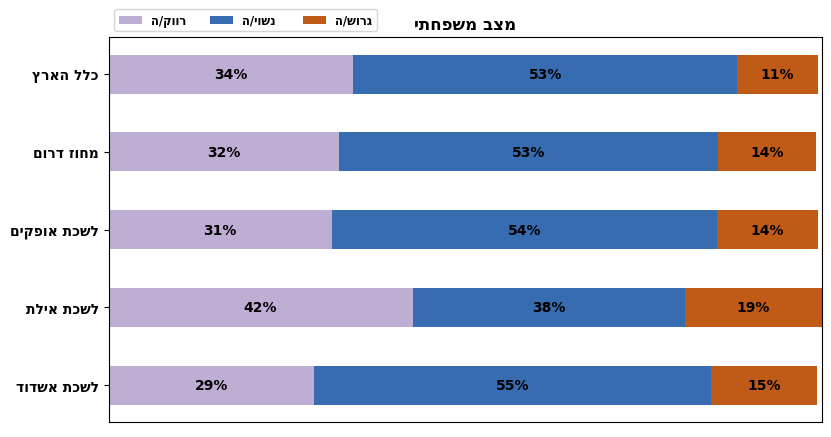 מצב משפחתי
רווק/ה נשוי/ה גרוש/ה
כלל הארץ 34% 53% 11%
מחוז דרום 32% 53% 14%
לשכת אופקים 31% 54% 14%
לשכת אילת 42% 38% 19%
לשכת אשדוד 29% 55% 15%